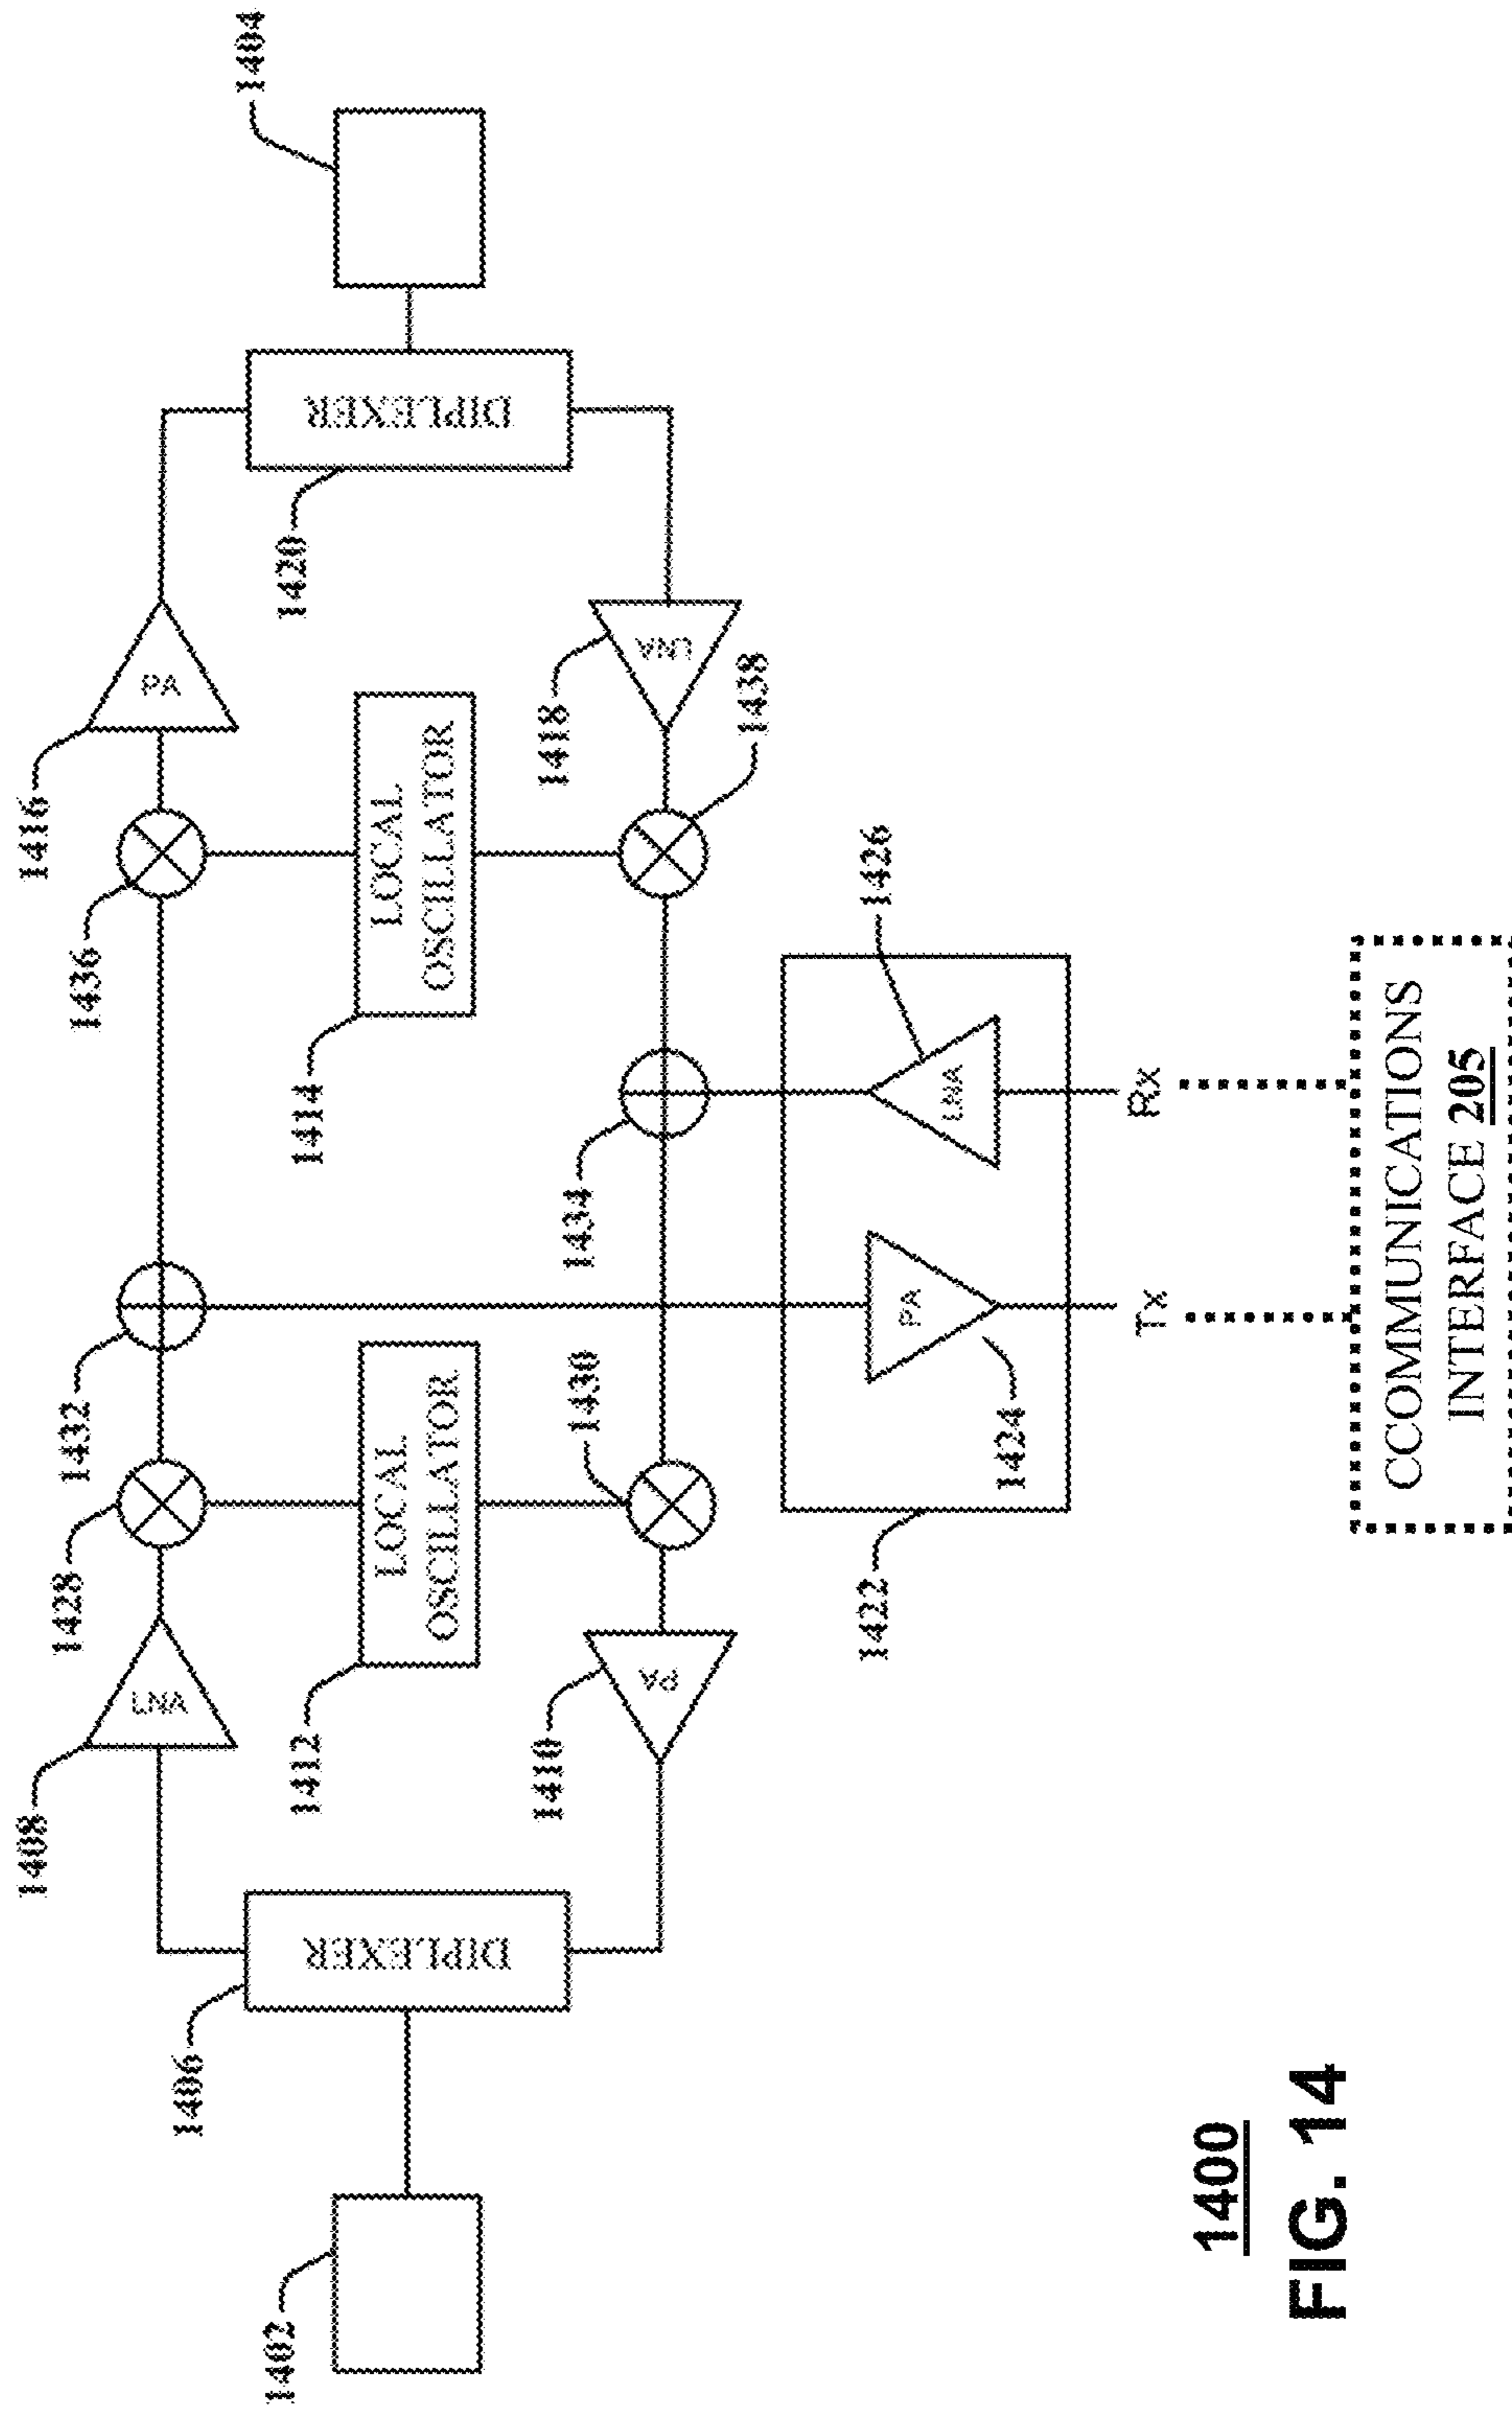 1404
1416
PA
1436
1432
1428
LNA
1408
DIPLEXER
1420
LOCAL
OSCILLATOR
1414
LOCAL
OSCILLATOR
1412
DIPLEXER
1406
1402
LNA
1418
1438
1434
1430
PA
1410
1426
LNA
PA
1424
1422
Rx
Tx
CCOMMUNICATIONS
INTERFACE 205
1400
FIG. 14